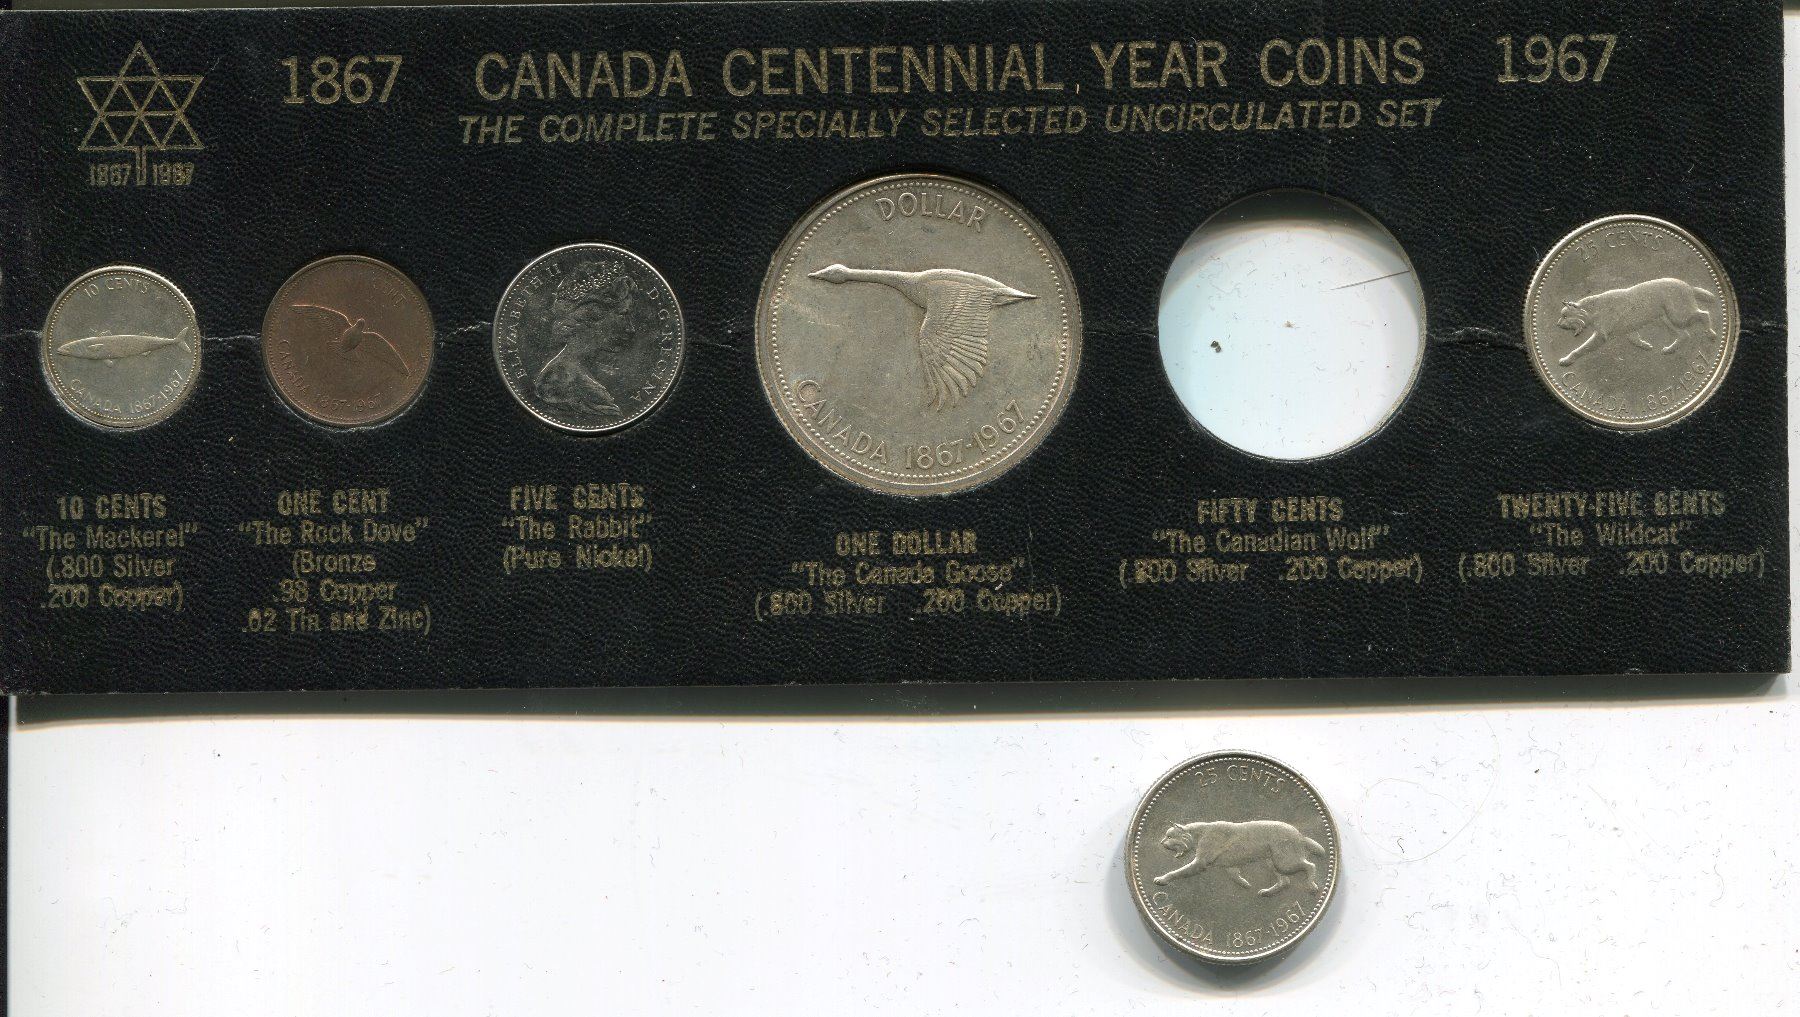 1867 CANADA CENTENNIAL YEAR COINS 1967
THE COMPLETE SPECIALLY SELECTED UNCIRCULATED SET
1867 1967
10 CENTS
CANADA 1867-1967
CENT
CANADA 1867-1967
ELIZABETH II D·G·REGINA
DOLLAR
CANADA 1867-1967
25 CENTS
CANADA 1867-1967
10 CENTS
"The Mackerel"
(.800 Silver
.200 Copper)
ONE CENT
"The Rock Dove"
(Bronze
.98 Copper
.02 Tin and Zinc)
FIVE CENTS
"The Rabbit"
(Pure Nickel)
ONE DOLLAR
"The Canada Goose"
(.800 Silver .200 Copper)
FIFTY CENTS
"The Canadian Wolf"
(.800 Silver .200 Copper)
TWENTY-FIVE CENTS
"The Wildcat"
(.800 Silver .200 Copper)
25 CENTS
CANADA 1867-1967